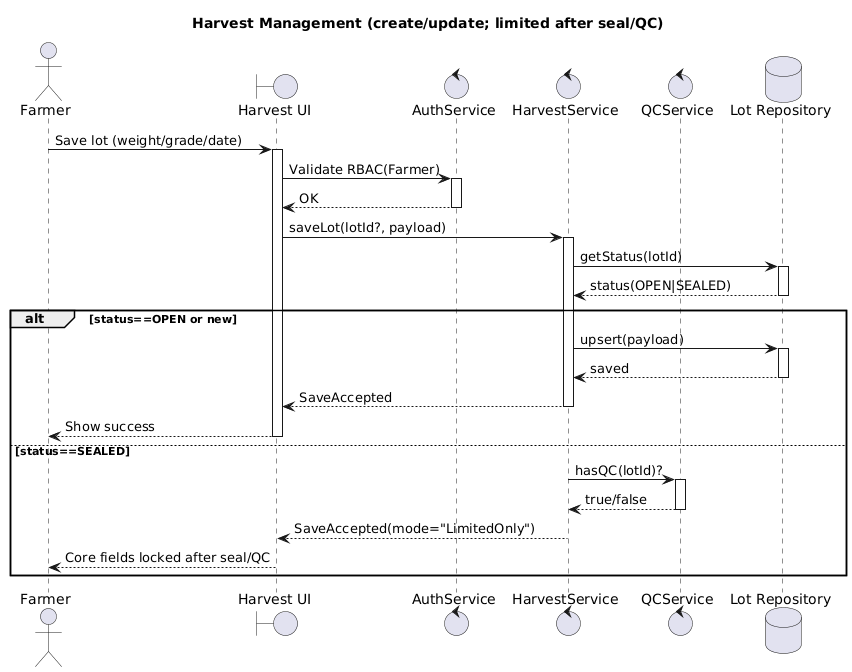 Harvest Management (create/update; limited after seal/QC)
Farmer
Harvest UI
AuthService
HarvestService
QCService
Lot Repository
Save lot (weight/grade/date)
Validate RBAC(Farmer)
OK
saveLot(lotId?, payload)
getStatus(lotId)
status(OPEN|SEALED)
alt
[status==OPEN or new]
upsert(payload)
saved
SaveAccepted
Show success
[status==SEALED]
hasQC(lotId)?
true/false
SaveAccepted(mode="LimitedOnly")
Core fields locked after seal/QC
Farmer
Harvest UI
AuthService
HarvestService
QCService
Lot Repository